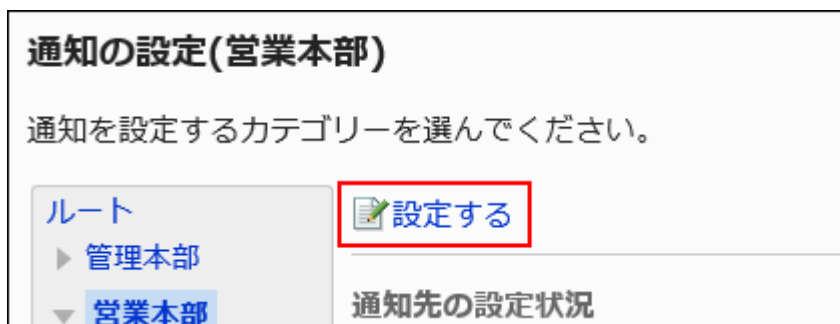 通知の設定(営業本部)
通知を設定するカテゴリーを選んでください。
ルート
設定する
管理本部
営業本部
通知先の設定状況